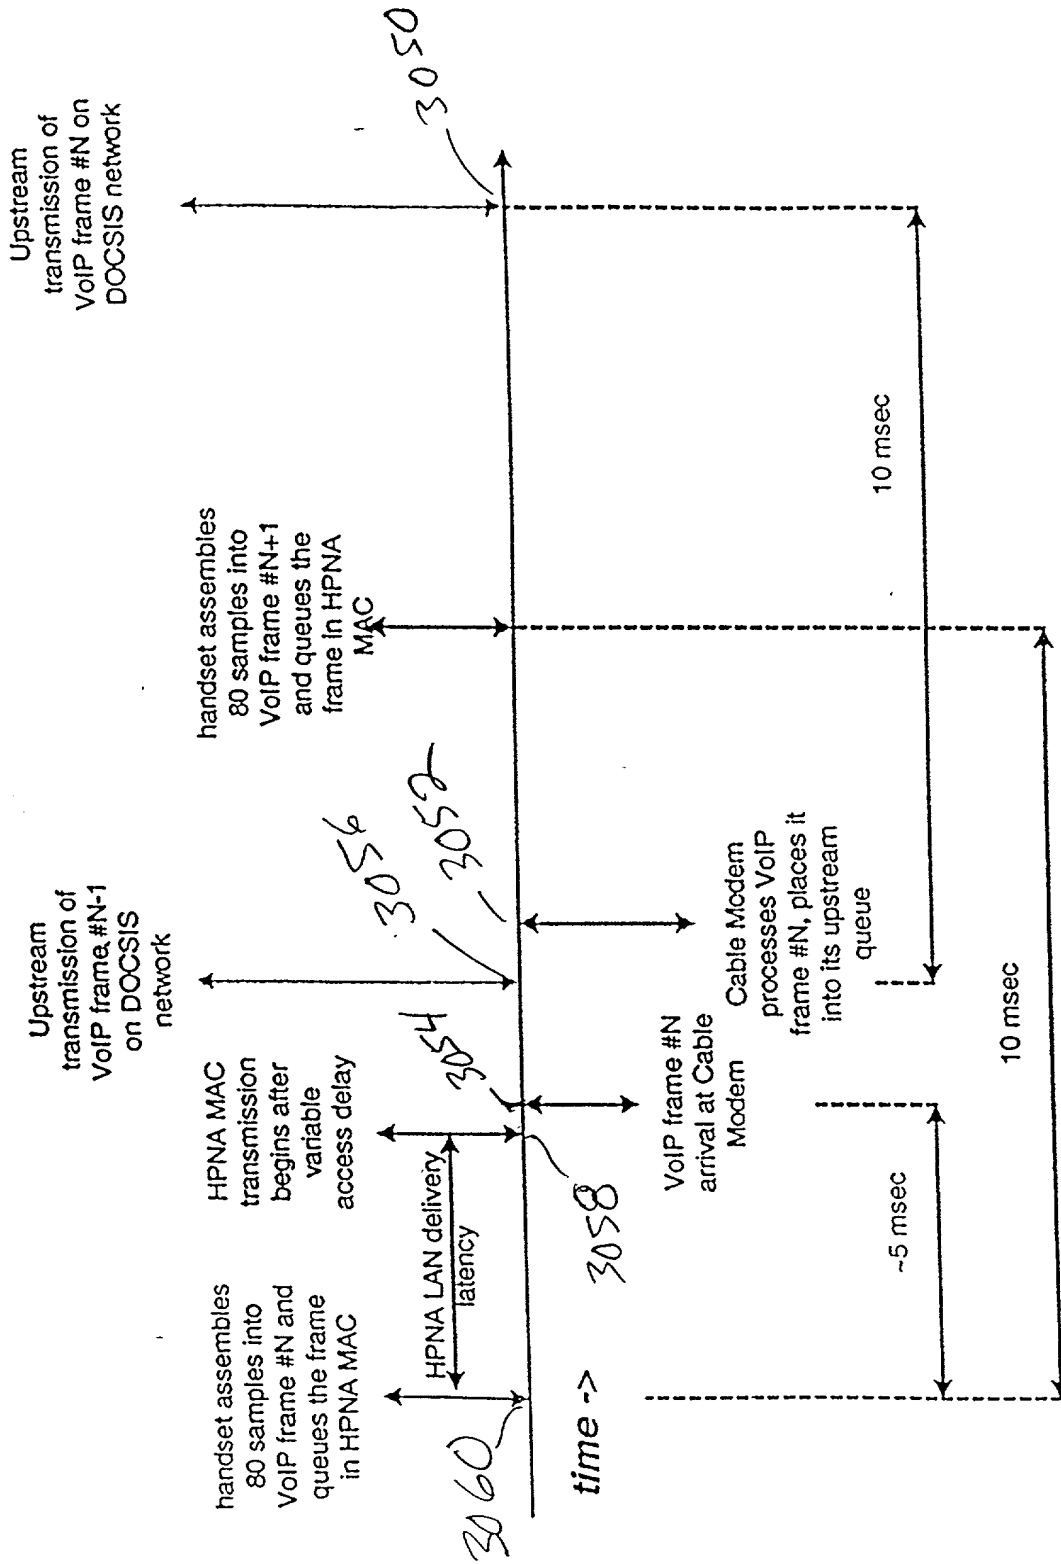 handset assembles
80 samples into
VoIP frame #N and
queues the frame
in HPNA MAC
HPNA MAC
transmission
begins after
variable
access delay
Upstream
transmission of
VoIP frame #N-1
on DOCSIS
network
handset assembles
80 samples into
VoIP frame #N+1
and queues the
frame in HPNA
MAC
Upstream
transmission of
VoIP frame #N on
DOCSIS network
HPNA LAN delivery
latency
3060
3058
3054
3056
3052
3050
time ->
VoIP frame #N
arrival at Cable
Modem
Cable Modem
processes VoIP
frame #N, places it
into its upstream
queue
~5 msec
10 msec
10 msec